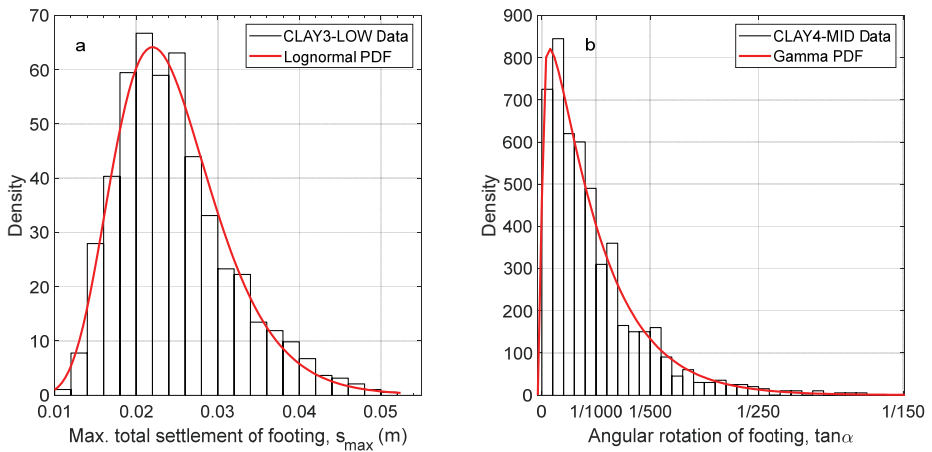 a
CLAY3-LOW Data
Lognormal PDF
70
60
50
40
30
20
10
0
Density
0.01 0.02 0.03 0.04 0.05
Max. total settlement of footing, s_max (m)
b
CLAY4-MID Data
Gamma PDF
900
800
700
600
500
400
300
200
100
0
Density
0 1/1000 1/500 1/250 1/150
Angular rotation of footing, tanα